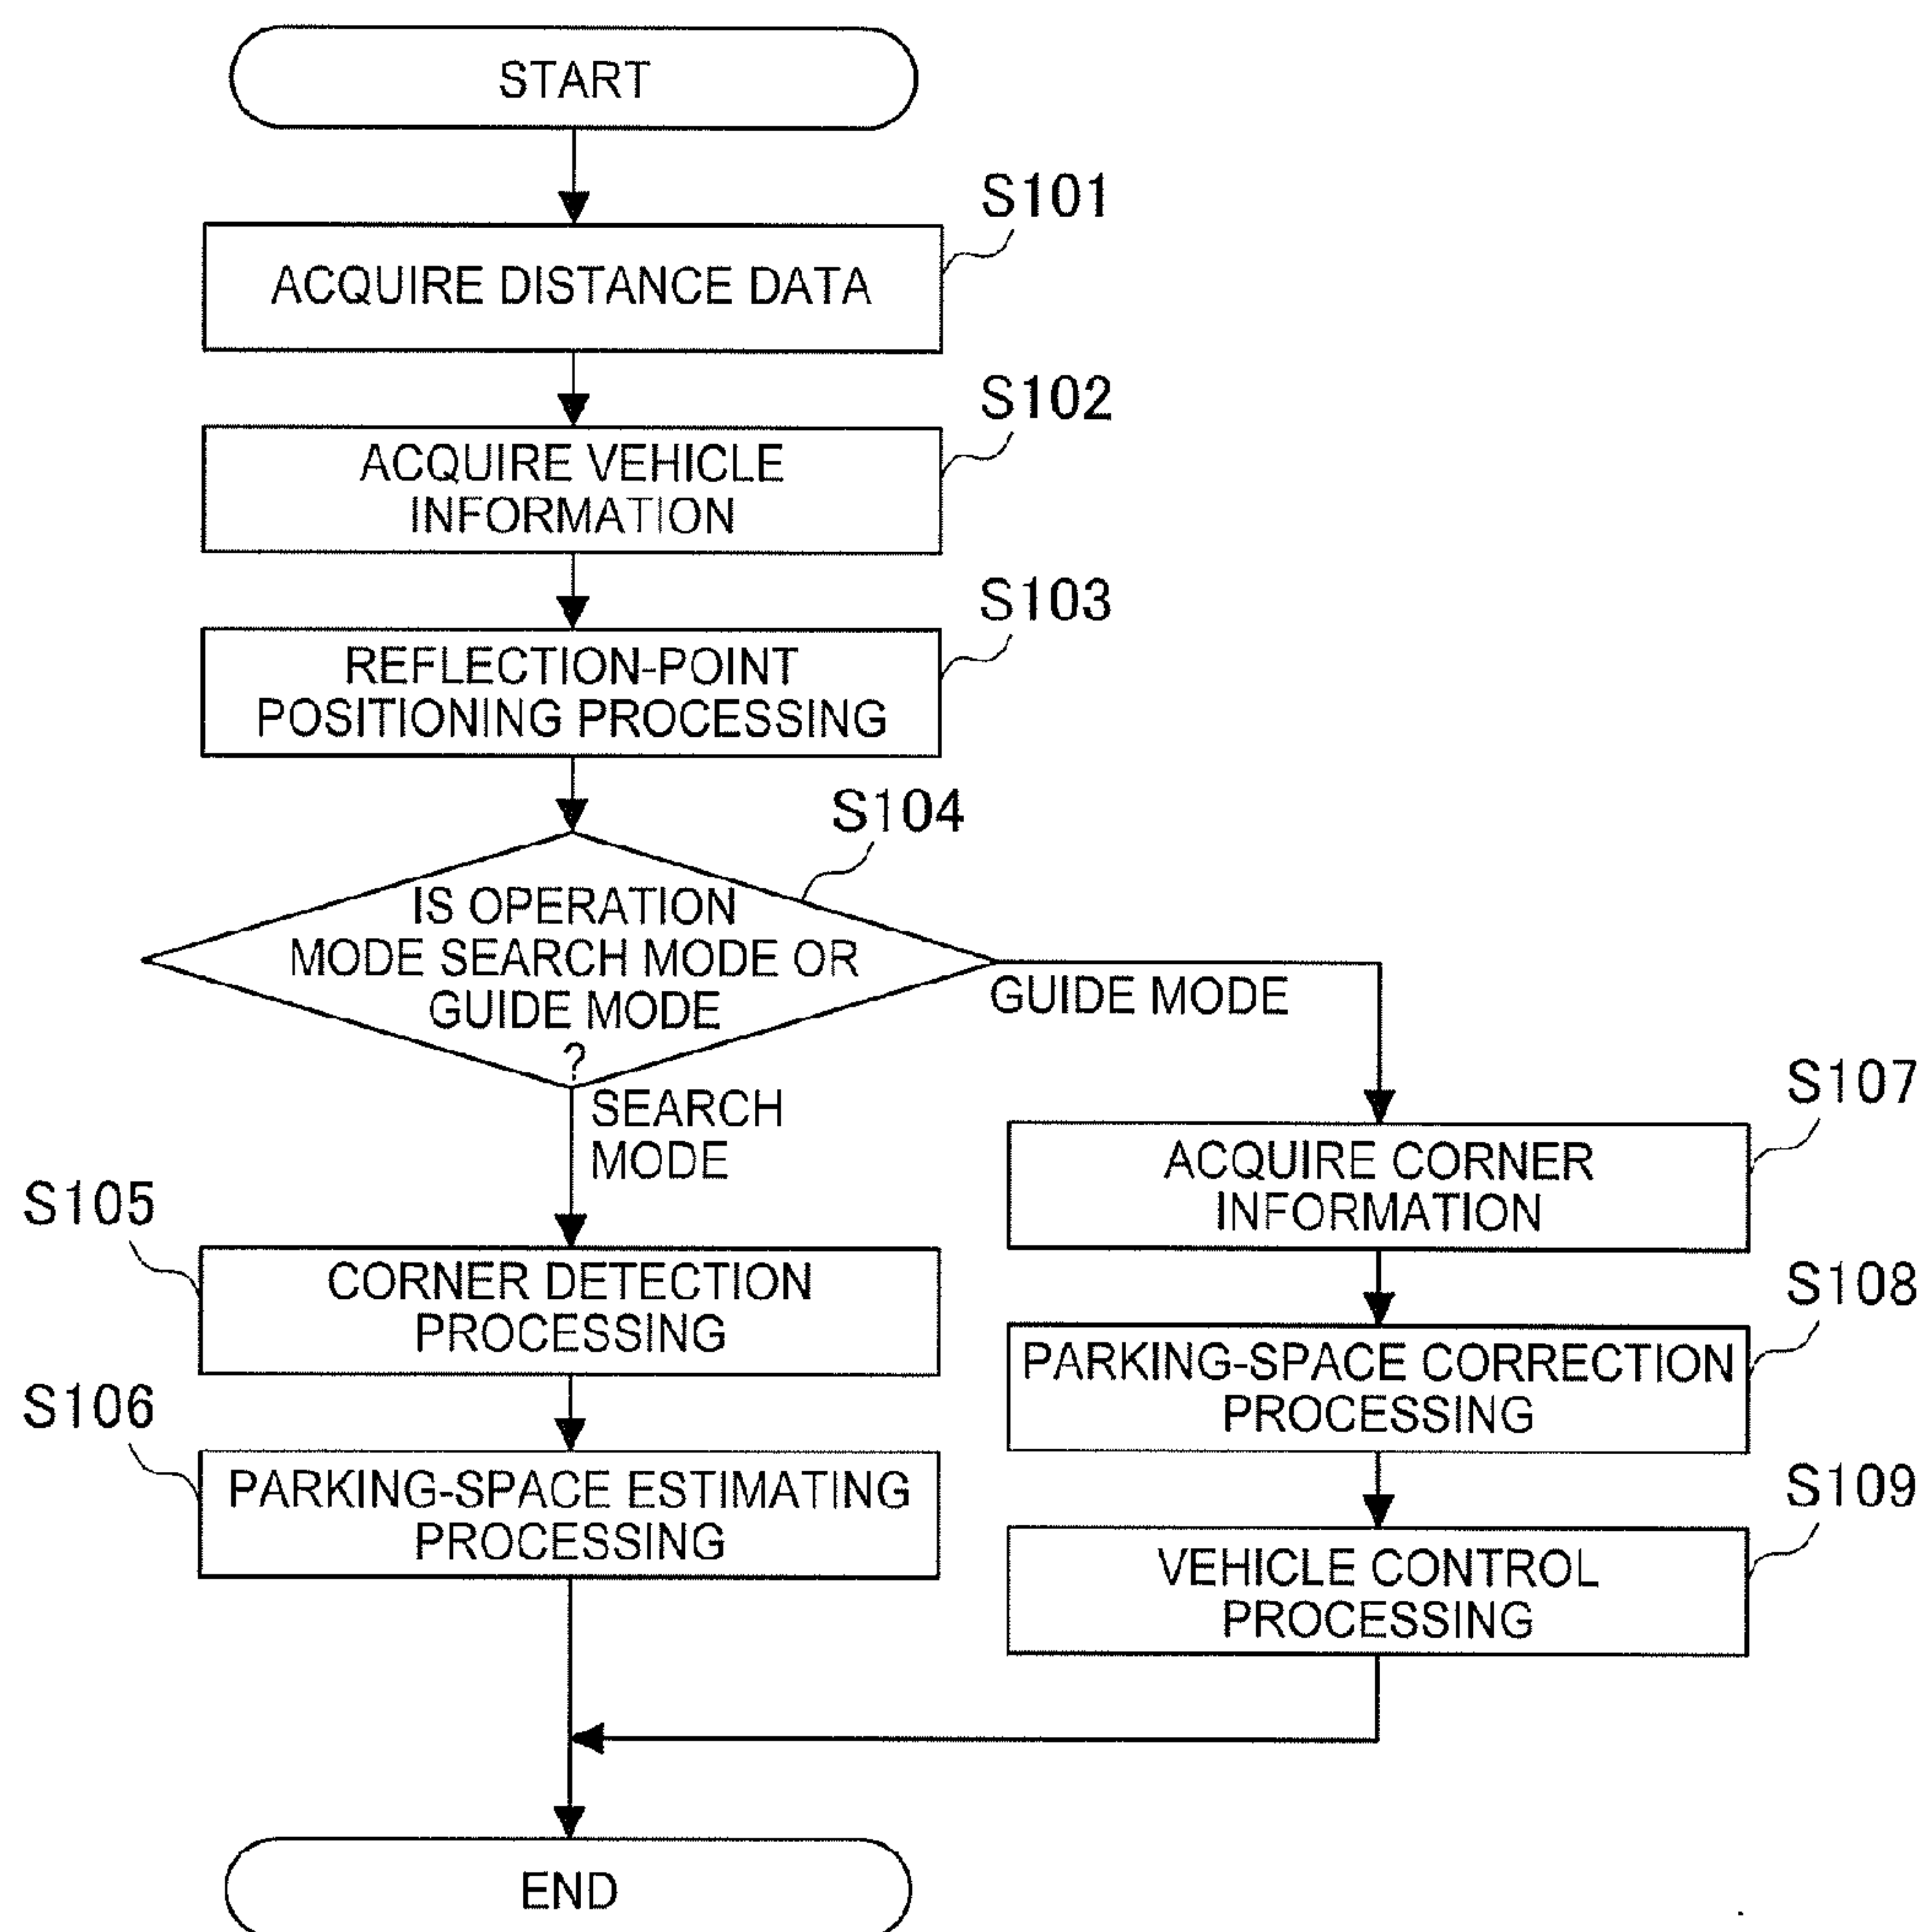 START
S101
ACQUIRE DISTANCE DATA
S102
ACQUIRE VEHICLE
INFORMATION
S103
REFLECTION-POINT
POSITIONING PROCESSING
S104
IS OPERATION
MODE SEARCH MODE OR
GUIDE MODE
?
GUIDE MODE
SEARCH
MODE
S105
CORNER DETECTION
PROCESSING
S106
PARKING-SPACE ESTIMATING
PROCESSING
S107
ACQUIRE CORNER
INFORMATION
S108
PARKING-SPACE CORRECTION
PROCESSING
S109
VEHICLE CONTROL
PROCESSING
END